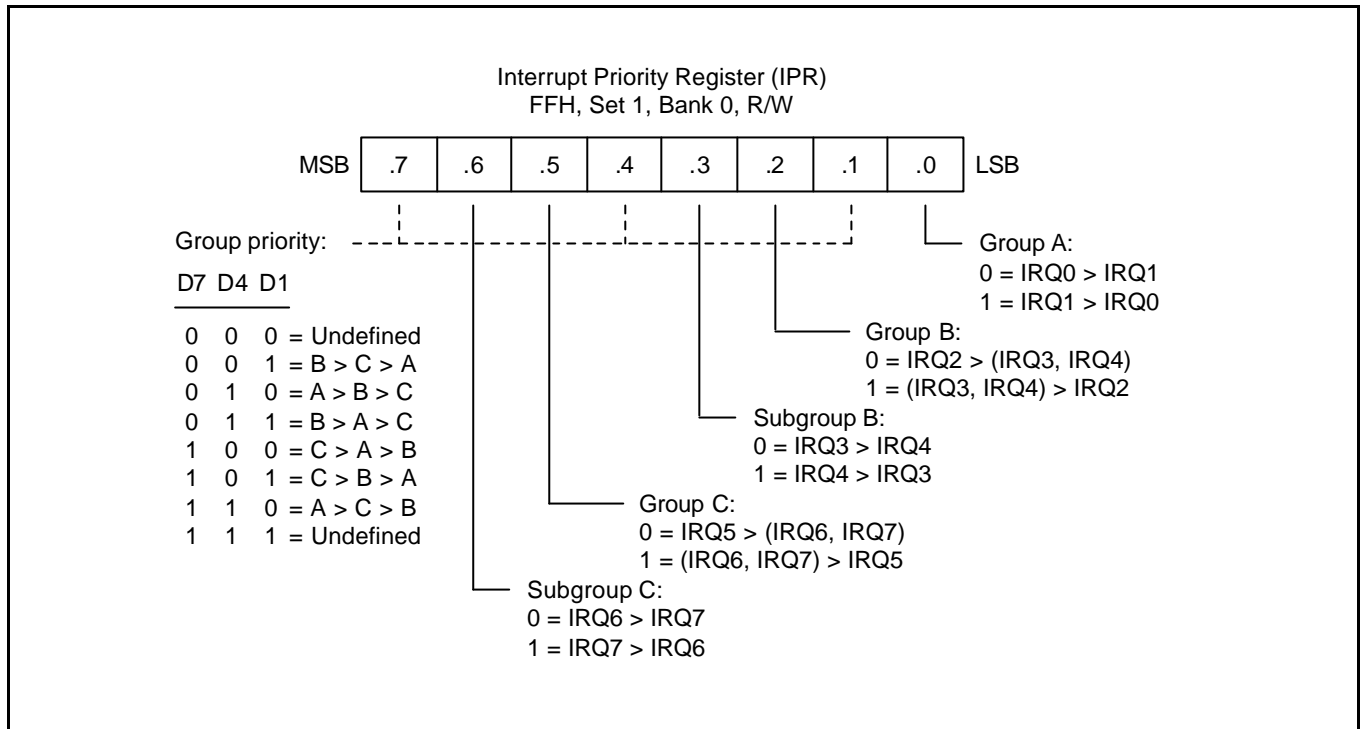 Interrupt Priority Register (IPR)
FFH, Set 1, Bank 0, R/W
MSB .7 .6 .5 .4 .3 .2 .1 .0 LSB
Group priority:
D7 D4 D1
0 0 0 = Undefined
0 0 1 = B > C > A
0 1 0 = A > B > C
0 1 1 = B > A > C
1 0 0 = C > A > B
1 0 1 = C > B > A
1 1 0 = A > C > B
1 1 1 = Undefined
Group A:
0 = IRQ0 > IRQ1
1 = IRQ1 > IRQ0
Group B:
0 = IRQ2 > (IRQ3, IRQ4)
1 = (IRQ3, IRQ4) > IRQ2
Subgroup B:
0 = IRQ3 > IRQ4
1 = IRQ4 > IRQ3
Group C:
0 = IRQ5 > (IRQ6, IRQ7)
1 = (IRQ6, IRQ7) > IRQ5
Subgroup C:
0 = IRQ6 > IRQ7
1 = IRQ7 > IRQ6